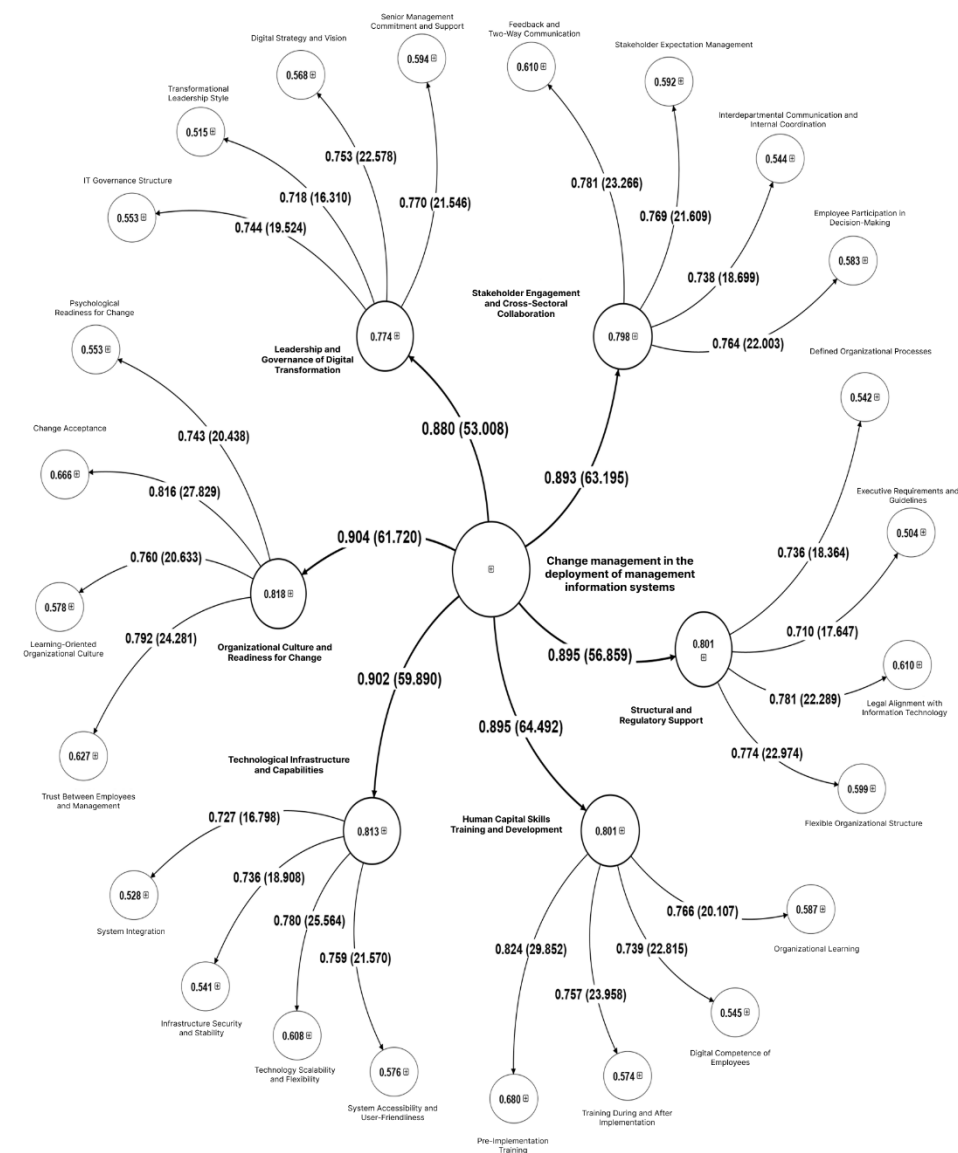 Senior Management
Commitment and Support
0.594
Digital Strategy and Vision
0.568
Transformational
Leadership Style
0.515
IT Governance Structure
0.553
0.753 (22.578)
0.718 (16.310)
0.770 (21.546)
0.744 (19.524)
0.774
Leadership and
Governance of Digital
Transformation
Feedback and
Two-Way Communication
0.610
Stakeholder Expectation Management
0.592
Interdepartmental Communication and
Internal Coordination
0.544
Employee Participation in
Decision-Making
0.583
0.781 (23.266)
0.769 (21.609)
0.738 (18.699)
0.764 (22.003)
Stakeholder Engagement
and Cross-Sectoral
Collaboration
0.798
Psychological
Readiness for Change
0.553
Change Acceptance
0.666
0.743 (20.438)
0.816 (27.829)
0.760 (20.633)
0.578
Learning-Oriented
Organizational Culture
0.792 (24.281)
0.627
Trust Between Employees
and Management
0.818
Organizational Culture and
Readiness for Change
0.880 (53.008)
0.893 (63.195)
0.904 (61.720)
Change management in the
deployment of management
information systems
0.895 (56.859)
0.902 (59.890)
0.895 (64.492)
Defined Organizational Processes
0.542
Executive Requirements and
Guidelines
0.504
0.736 (18.364)
0.710 (17.647)
0.801
Structural and
Regulatory Support
0.781 (22.289)
0.610
Legal Alignment with
Information Technology
0.774 (22.974)
0.599
Flexible Organizational Structure
Technological Infrastructure
and Capabilities
0.813
0.727 (16.798)
0.736 (18.908)
0.780 (25.564)
0.759 (21.570)
0.528
System Integration
0.541
Infrastructure Security
and Stability
0.608
Technology Scalability
and Flexibility
0.576
System Accessibility and
User-Friendliness
Human Capital Skills
Training and Development
0.801
0.766 (20.107)
0.587
Organizational Learning
0.824 (29.852)
0.739 (22.815)
0.757 (23.958)
0.545
Digital Competence of
Employees
0.574
Training During and After
Implementation
0.680
Pre-Implementation
Training